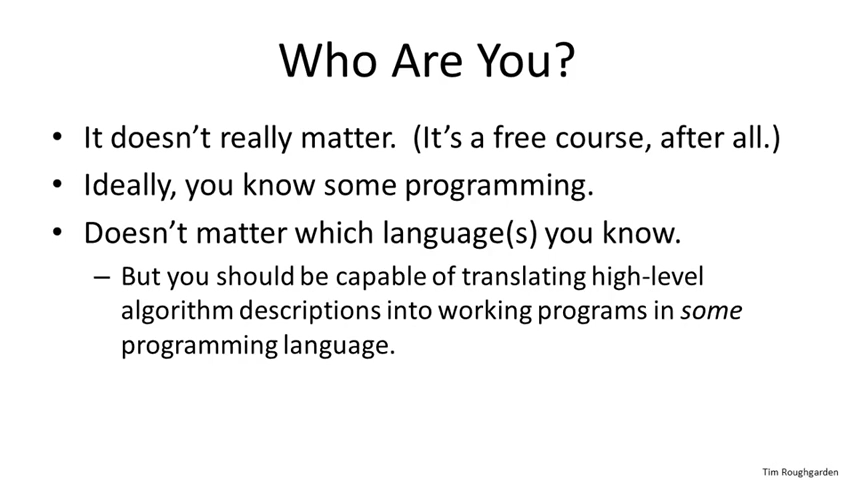 Who Are You?
• It doesn’t really matter.  (It’s a free course, after all.)
• Ideally, you know some programming.
• Doesn’t matter which language(s) you know.
– But you should be capable of translating high-level
algorithm descriptions into working programs in some
programming language.
Tim Roughgarden